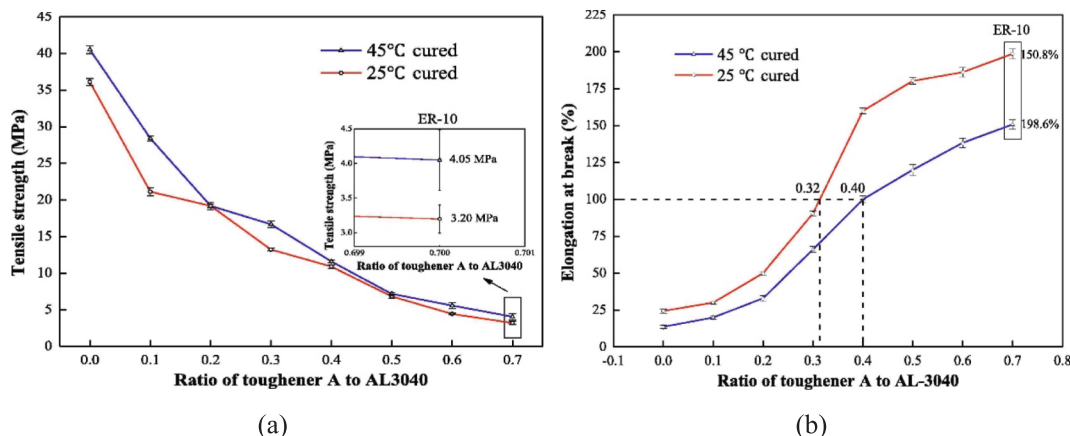 45
40
35
30
25
20
15
10
5
0
Tensile strength (MPa)
45℃ cured
25℃ cured
ER-10
4.5
4.0
3.5
3.0
Tensile strength (MPa)
4.05 MPa
3.20 MPa
0.699 0.700 0.701
Ratio of toughener A to AL3040
0.0 0.1 0.2 0.3 0.4 0.5 0.6 0.7
Ratio of toughener A to AL3040
(a)
225
200
175
150
125
100
75
50
25
0
Elongation at break (%)
45 ℃ cured
25 ℃ cured
ER-10
150.8%
198.6%
0.32 0.40
-0.1 0.0 0.1 0.2 0.3 0.4 0.5 0.6 0.7 0.8
Ratio of toughener A to AL-3040
(b)